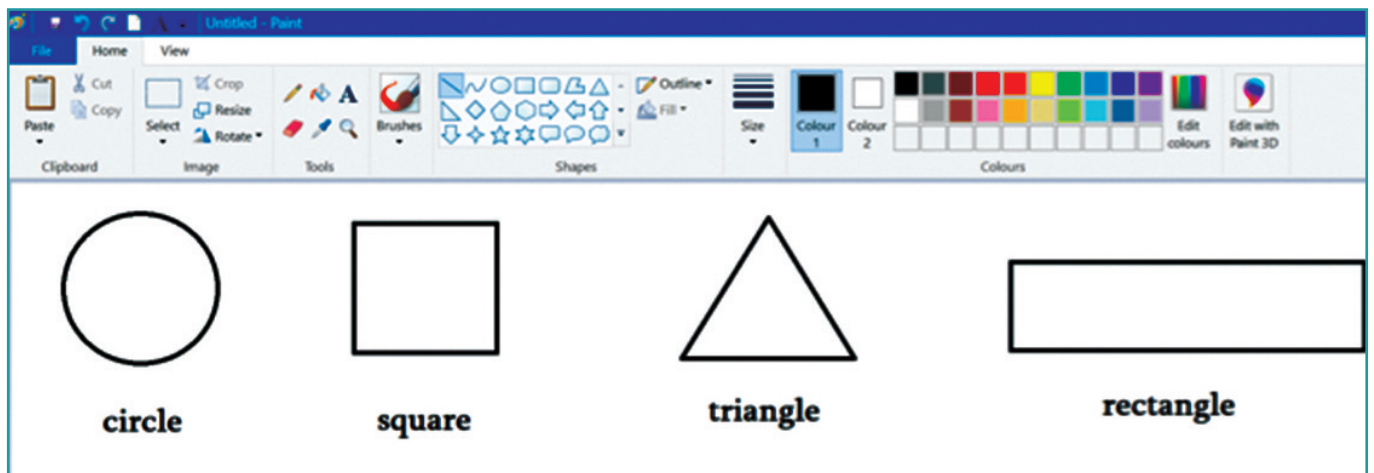 Untitled - Paint
File Home View
Paste
Cut
Copy
Clipboard
Select
Crop
Resize
Rotate
Image
A
Tools
Brushes
Outline
Fill
Shapes
Size
Colour
1
Colour
2
Edit
colours
Edit with
Paint 3D
Colours
circle
square
triangle
rectangle